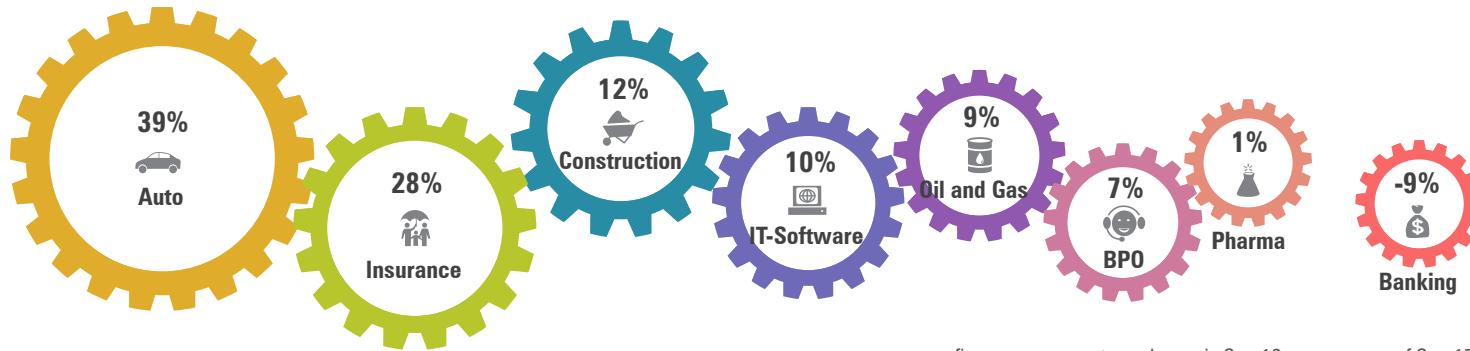 39%
Auto
28%
Insurance
12%
Construction
10%
IT-Software
9%
Oil and Gas
7%
BPO
1%
Pharma
-9%
$
Banking